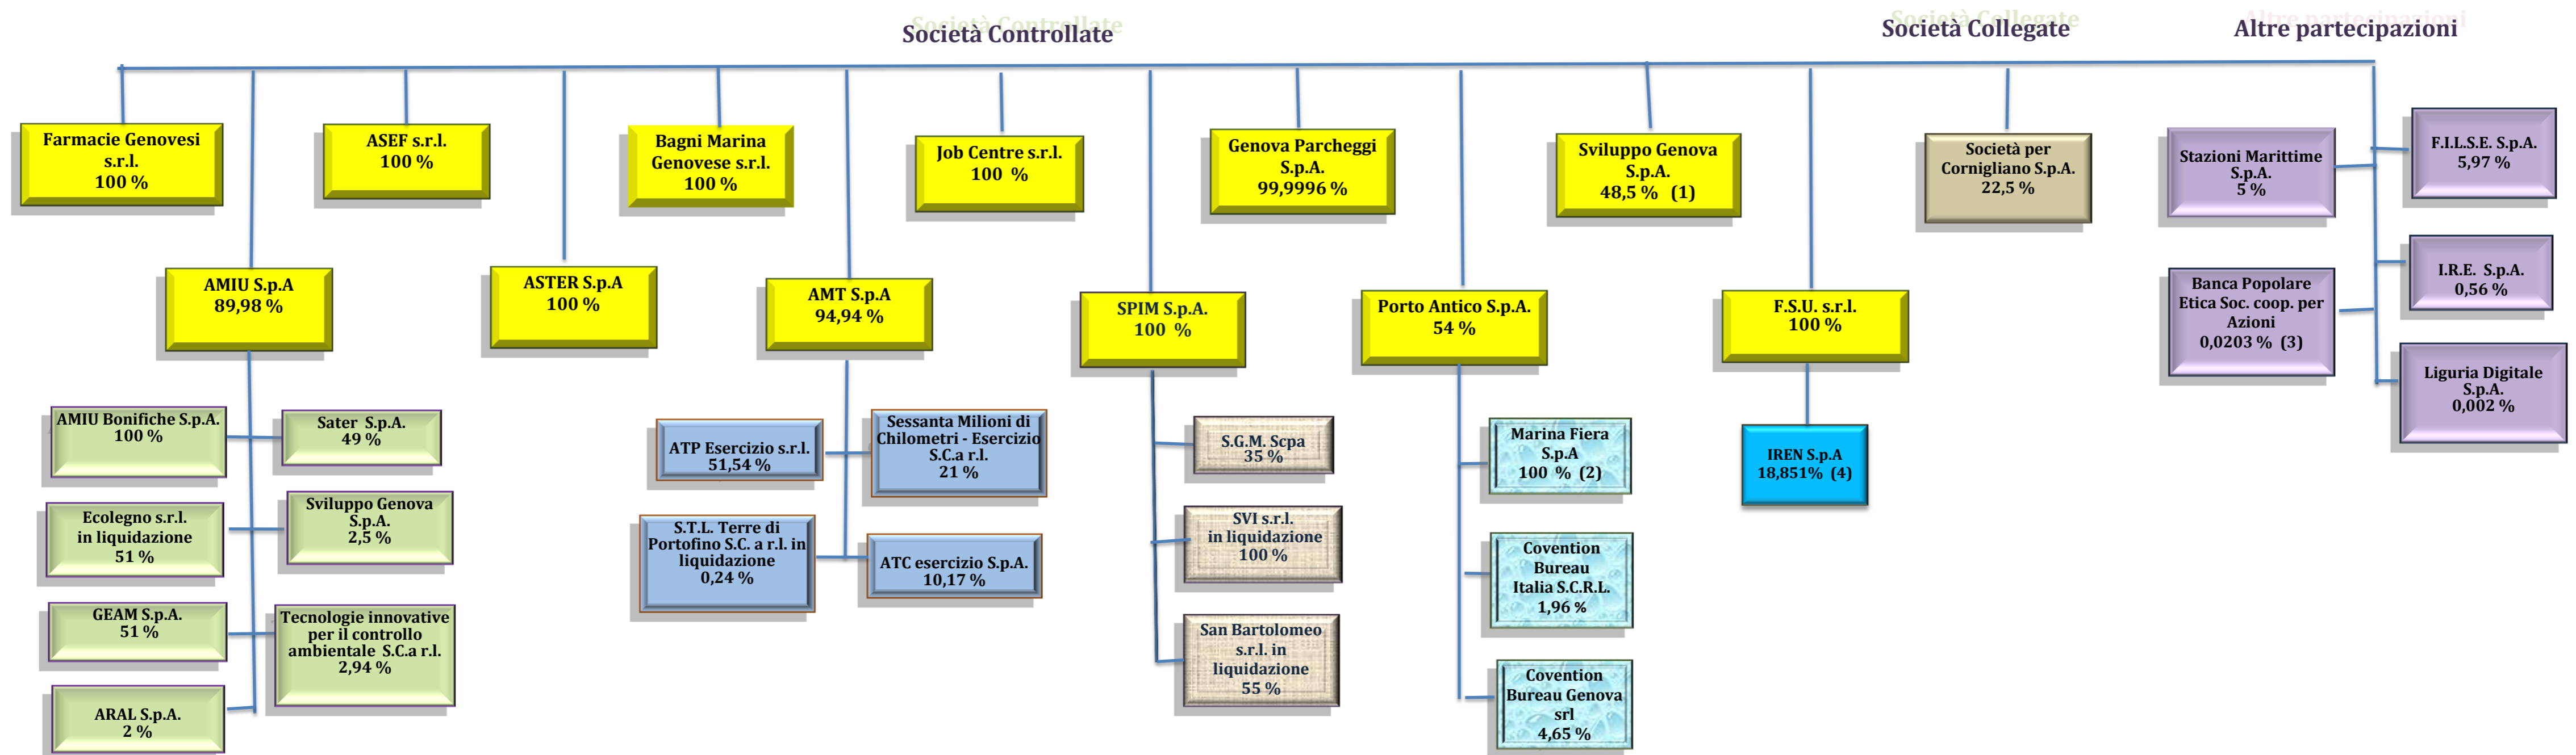 Società Controllate
Società Collegate
Altre partecipazioni
Farmacie Genovesi
s.r.l.
100 %
ASEF s.r.l.
100 %
Bagni Marina
Genovese s.r.l.
100 %
Job Centre s.r.l.
100 %
Genova Parcheggi
S.p.A.
99,9996 %
Sviluppo Genova
S.p.A.
48,5 % (1)
Società per
Cornigliano S.p.A.
22,5 %
Stazioni Marittime
S.p.A.
5 %
F.I.L.S.E. S.p.A.
5,97 %
AMIU S.p.A
89,98 %
ASTER S.p.A
100 %
AMT S.p.A
94,94 %
SPIM S.p.A.
100 %
Porto Antico S.p.A.
54 %
F.S.U. s.r.l.
100 %
Banca Popolare
Etica Soc. coop. per
Azioni
0,0203 % (3)
I.R.E. S.p.A.
0,56 %
Liguria Digitale
S.p.A.
0,002 %
AMIU Bonifiche S.p.A.
100 %
Sater S.p.A.
49 %
Ecolegno s.r.l.
in liquidazione
51 %
Sviluppo Genova
S.p.A.
2,5 %
GEAM S.p.A.
51 %
Tecnologie innovative
per il controllo
ambientale S.C.a r.l.
2,94 %
ARAL S.p.A.
2 %
ATP Esercizio s.r.l.
51,54 %
Sessanta Milioni di
Chilometri - Esercizio
S.C.a r.l.
21 %
S.T.L. Terre di
Portofino S.C. a r.l. in
liquidazione
0,24 %
ATC esercizio S.p.A.
10,17 %
S.G.M. Scpa
35 %
SVI s.r.l.
in liquidazione
100 %
San Bartolomeo
s.r.l. in
liquidazione
55 %
Marina Fiera
S.p.A
100 % (2)
Covention
Bureau
Italia S.C.R.L.
1,96 %
Covention
Bureau Genova
srl
4,65 %
IREN S.p.A
18,851% (4)